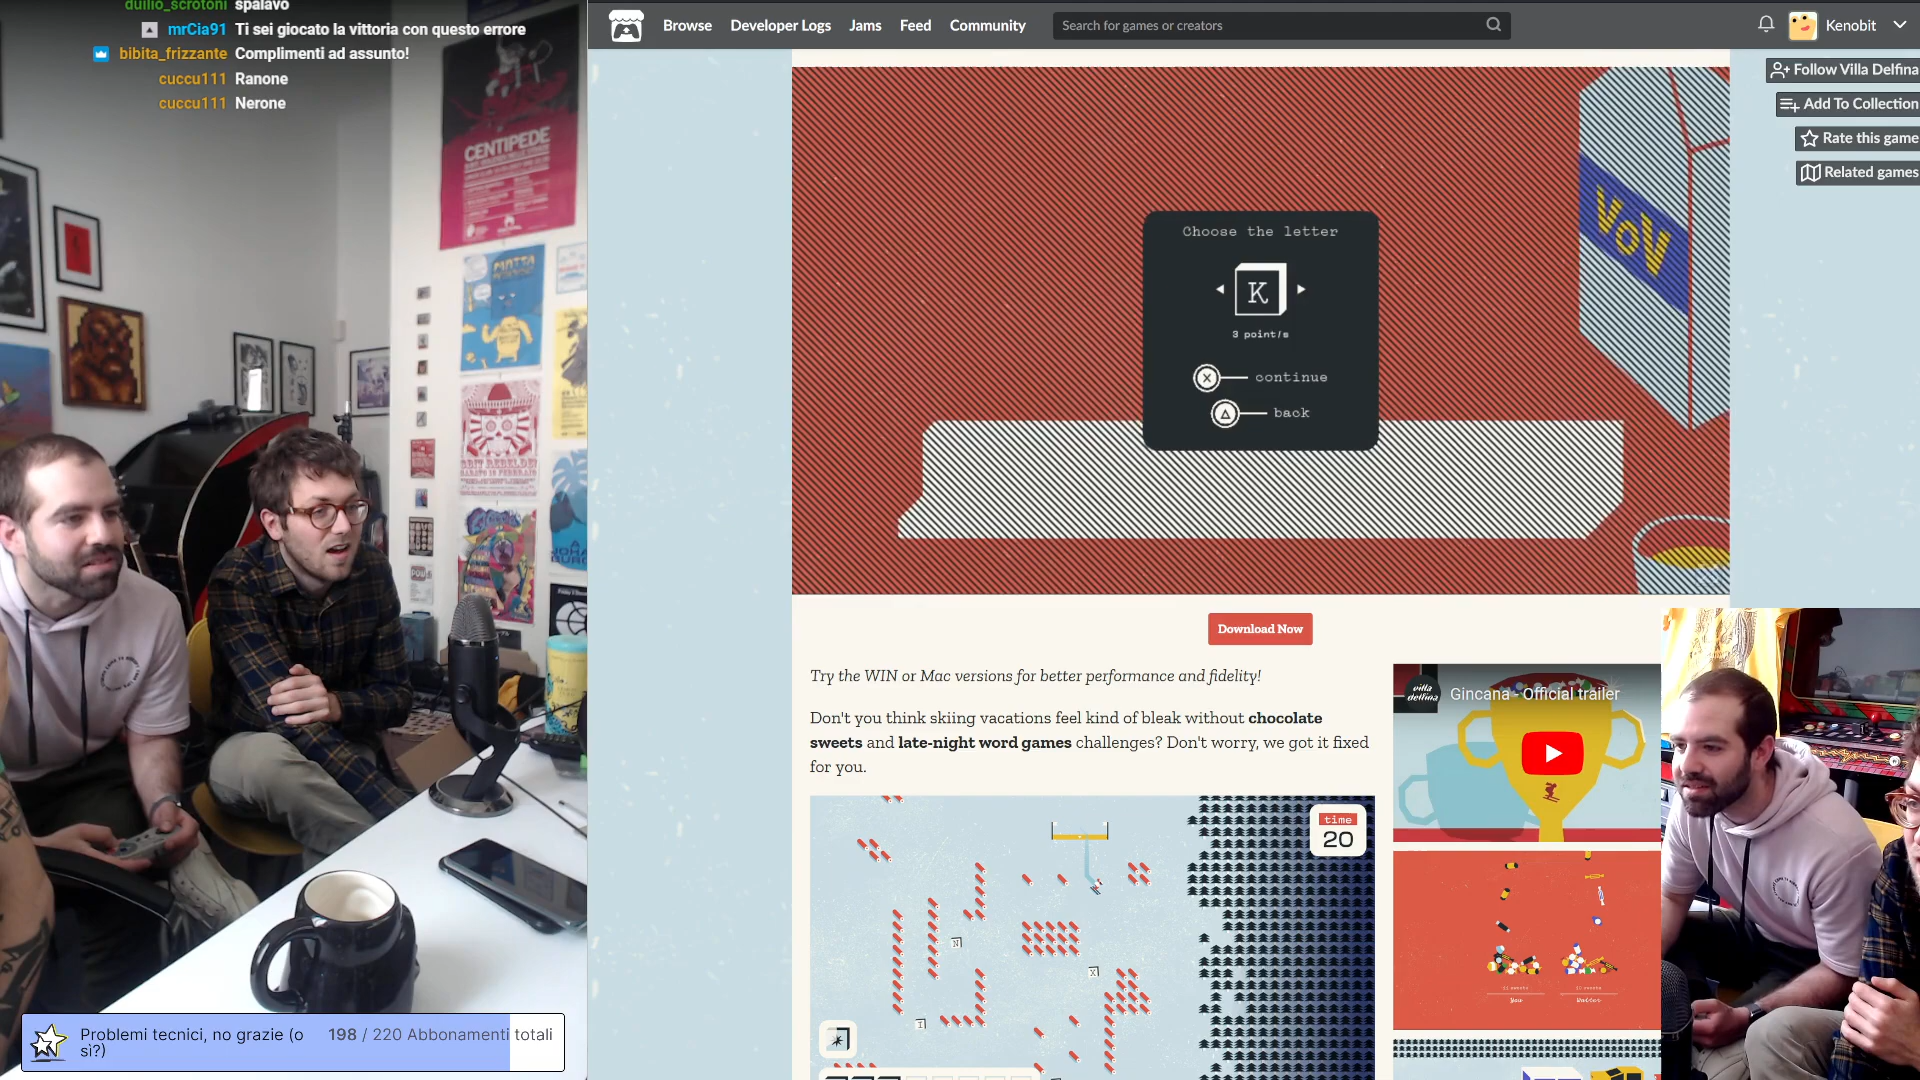 duilio_scrotoni spalavo
mrCia91 Ti sei giocato la vittoria con questo errore
bibita_frizzante Complimenti ad assunto!
cuccu111 Ranone
cuccu111 Nerone
CENTIPEDE
Browse Developer Logs Jams Feed Community
Search for games or creators
Kenobit
Follow Villa Delfina
Add To Collection
Rate this game
Related games
VOV
Choose the letter
K
3 point/s
X continue
back
Download Now
Try the WIN or Mac versions for better performance and fidelity!
Don't you think skiing vacations feel kind of bleak without chocolate
sweets and late-night word games challenges? Don't worry, we got it fixed
for you.
villa
delfina
Gincana - Official trailer
time
20
N
X
I
Problemi tecnici, no grazie (o
sì?)
198 / 220 Abbonamenti totali